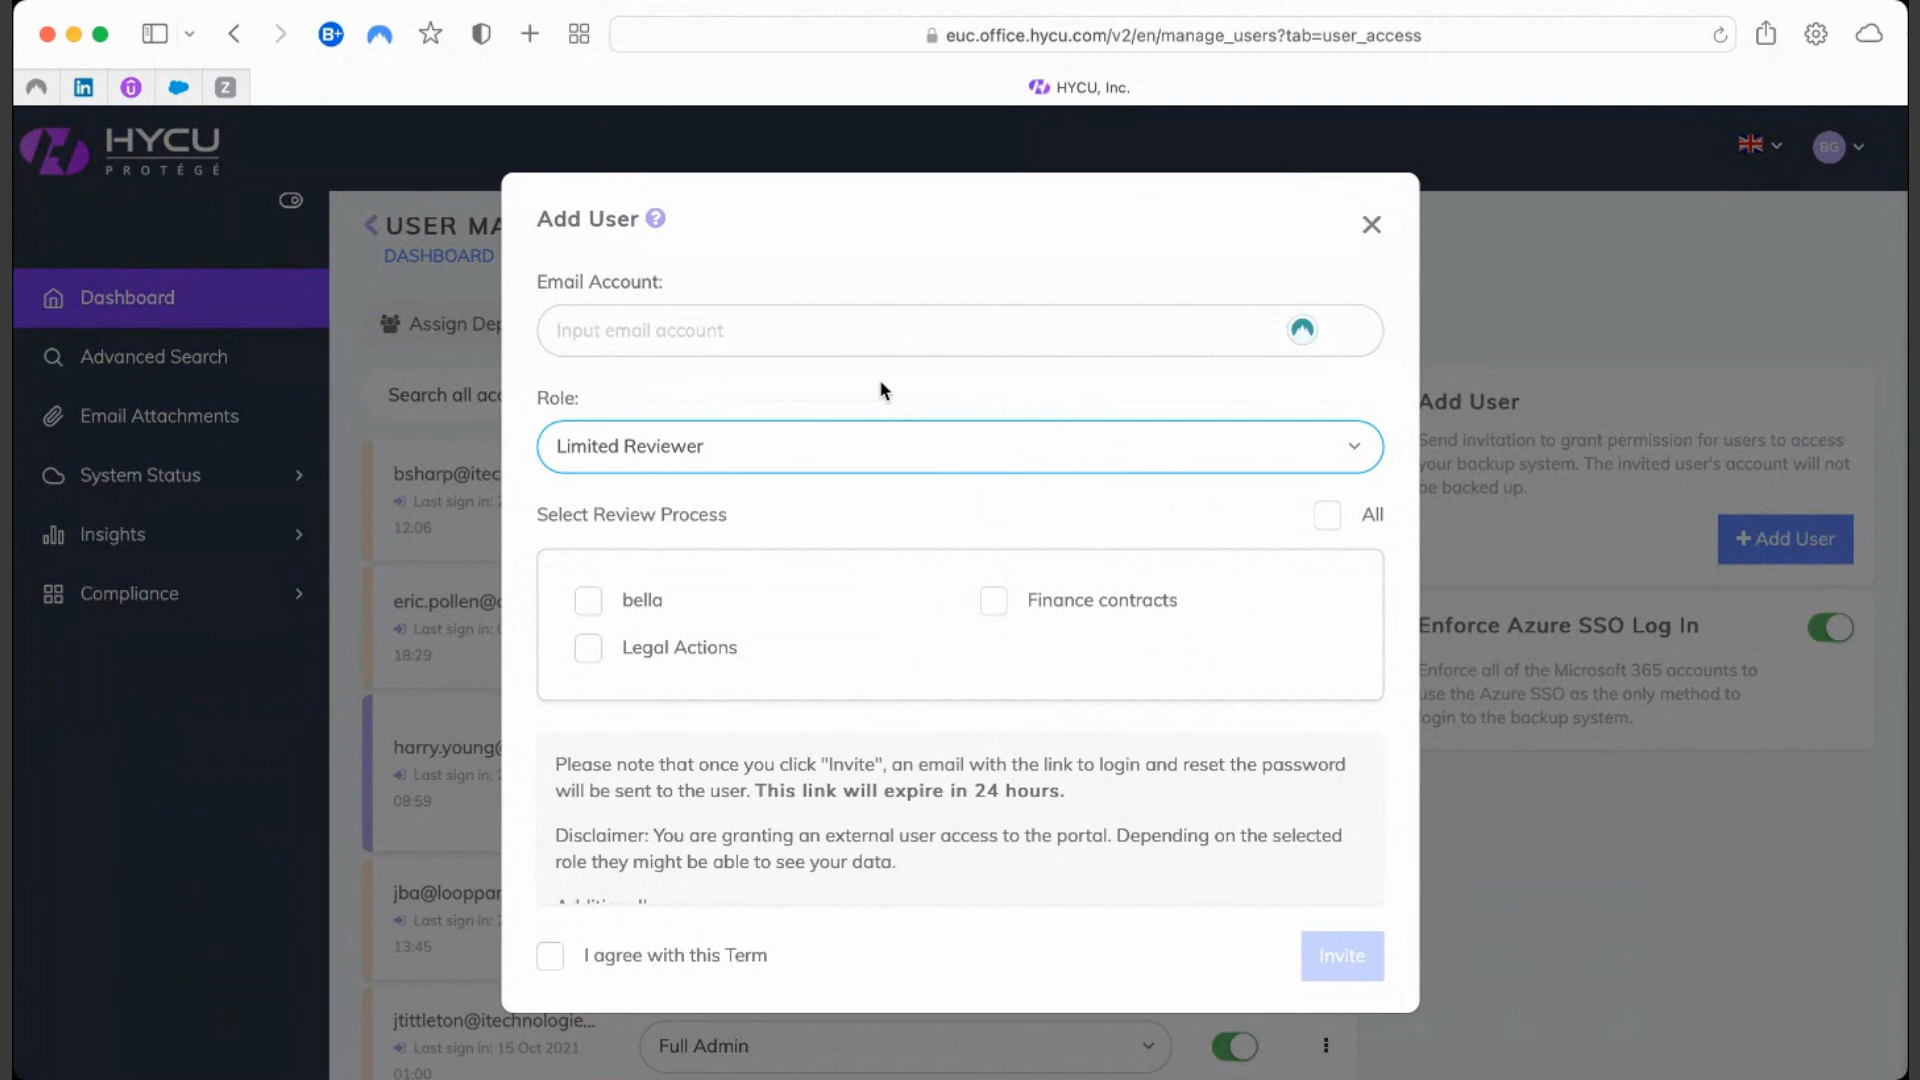 B+
euc.office.hycu.com/v2/en/manage_users?tab=user_access
in
Z
HYCU, Inc.
HYCU
PROTÉGÉ
BG
Add User ?
USER MA
DASHBOARD
Email Account:
Dashboard
Assign Dep
Input email account
Advanced Search
Search all acc
Role:
Add User
Email Attachments
Limited Reviewer
Send invitation to grant permission for users to access
your backup system. The invited user's account will not
be backed up.
System Status
bsharp@itec
Last sign in:
12:06
Select Review Process
All
Insights
+ Add User
Compliance
eric.pollen@
Last sign in:
18:29
bella
Finance contracts
Legal Actions
Enforce Azure SSO Log In
Enforce all of the Microsoft 365 accounts to
use the Azure SSO as the only method to
login to the backup system.
harry.young@
Last sign in:
08:59
Please note that once you click "Invite", an email with the link to login and reset the password
will be sent to the user. This link will expire in 24 hours.
Disclaimer: You are granting an external user access to the portal. Depending on the selected
role they might be able to see your data.
jba@looppar
Last sign in:
13:45
I agree with this Term
Invite
jtittleton@itechnologie...
Last sign in: 15 Oct 2021
01:00
Full Admin